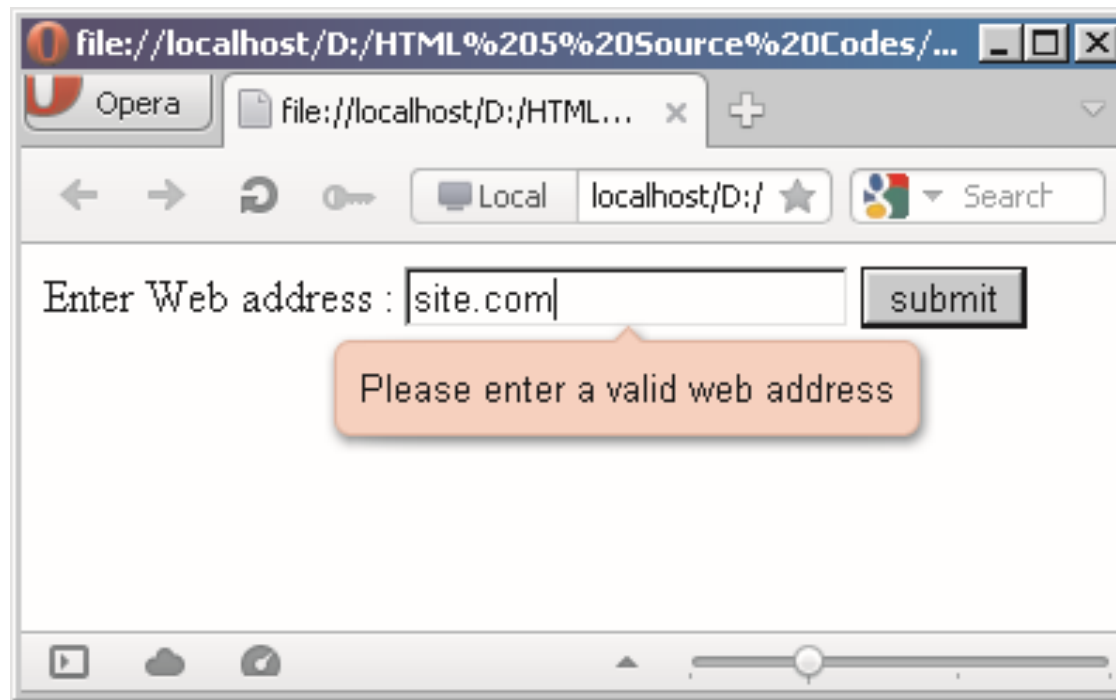 file://localhost/D:/HTML%205%20Source%20Codes/...
Opera
file://localhost/D:/HTML...
Local
localhost/D:/
Search
Enter Web address :
site.com
submit
Please enter a valid web address